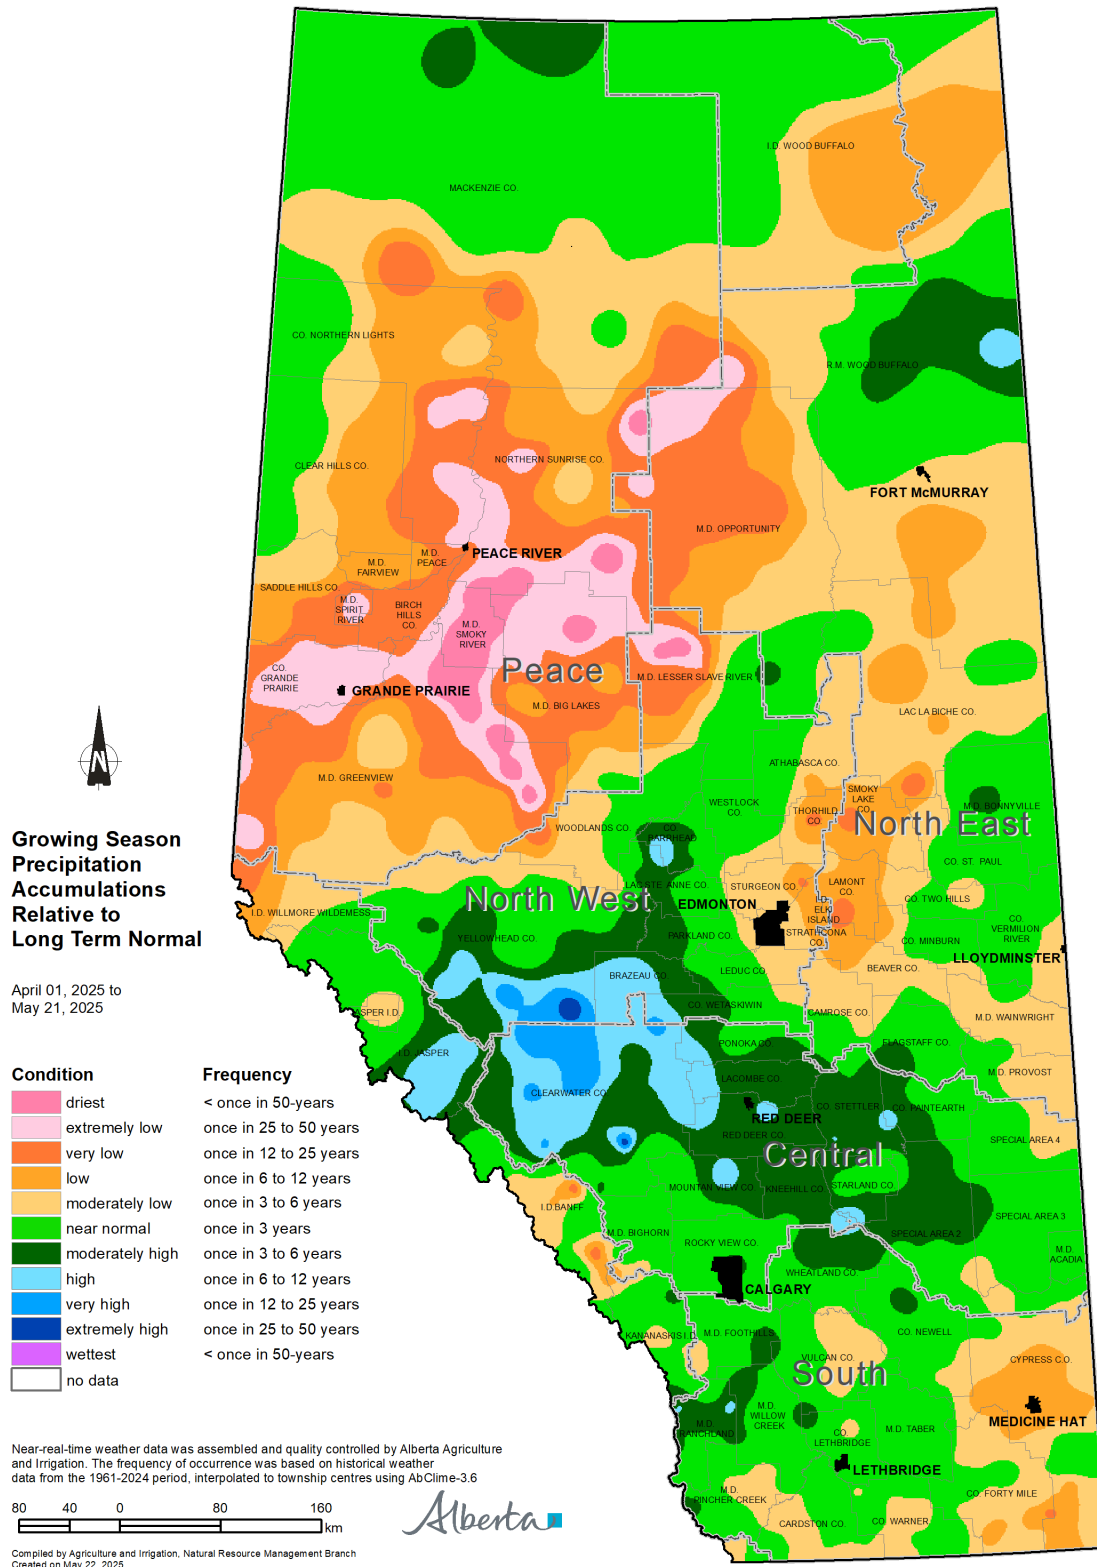 MACKENZIE CO.
I.D. WOOD BUFFALO
CO. NORTHERN LIGHTS
R.M. WOOD BUFFALO
CLEAR HILLS CO.
NORTHERN SUNRISE CO.
FORT McMURRAY
M.D. OPPORTUNITY
PEACE RIVER
M.D.
PEACE
M.D.
FAIRVIEW
SADDLE HILLS CO.
M.D.
SPIRIT
RIVER
BIRCH
HILLS
CO.
M.D.
SMOKY
RIVER
Peace
CO.
GRANDE
PRAIRIE
GRANDE PRAIRIE
M.D. LESSER SLAVE RIVER
M.D. BIG LAKES
LAC LA BICHE CO.
N
M.D. GREENVIEW
ATHABASCA CO.
SMOKY
LAKE
CO.
THORHILD
CO.
WESTLOCK
CO.
M.D. BONNYVILLE
North East
WOODLANDS CO.
CO.
BARRHEAD
CO. ST. PAUL
LAC STE. ANNE CO.
STURGEON CO.
LAMONT
CO.
CO. TWO HILLS
North West
EDMONTON
I.D.
ELK
ISLAND
STRATHCONA
CO.
I.D. WILLMORE WILDERNESS
YELLOWHEAD CO.
PARKLAND CO.
CO. MINBURN
CO.
VERMILION
RIVER
LLOYDMINSTER
BRAZEAU CO.
LEDUC CO.
BEAVER CO.
CO. WETASKIWIN
CAMROSE CO.
M.D. WAINWRIGHT
JASPER I.D.
I.D. JASPER
PONOKA CO.
FLAGSTAFF CO.
M.D. PROVOST
CLEARWATER CO.
LACOMBE CO.
RED DEER
CO. STETTLER
CO. PAINTEARTH
RED DEER CO.
SPECIAL AREA 4
Central
MOUNTAIN VIEW CO.
KNEEHILL CO.
STARLAND CO.
I.D.BANFF
M.D. BIGHORN
ROCKY VIEW CO.
SPECIAL AREA 2
SPECIAL AREA 3
M.D.
ACADIA
WHEATLAND CO.
CALGARY
KANANASKIS I.D.
M.D. FOOTHILLS
CO. NEWELL
VULCAN CO.
CYPRESS C.O.
South
M.D.
WILLOW
CREEK
M.D.
RANCHLAND
M.D. TABER
MEDICINE HAT
CO.
LETHBRIDGE
LETHBRIDGE
M.D.
PINCHER CREEK
CO. FORTY MILE
CARDSTON CO.
CO. WARNER
Growing Season
Precipitation
Accumulations
Relative to
Long Term Normal
April 01, 2025 to
May 21, 2025
Condition Frequency
driest < once in 50-years
extremely low once in 25 to 50 years
very low once in 12 to 25 years
low once in 6 to 12 years
moderately low once in 3 to 6 years
near normal once in 3 years
moderately high once in 3 to 6 years
high once in 6 to 12 years
very high once in 12 to 25 years
extremely high once in 25 to 50 years
wettest < once in 50-years
no data
Near-real-time weather data was assembled and quality controlled by Alberta Agriculture
and Irrigation. The frequency of occurrence was based on historical weather
data from the 1961-2024 period, interpolated to township centres using AbClime-3.6
80 40 0 80 160
km
Alberta
Compiled by Agriculture and Irrigation, Natural Resource Management Branch
Created on May 22, 2025